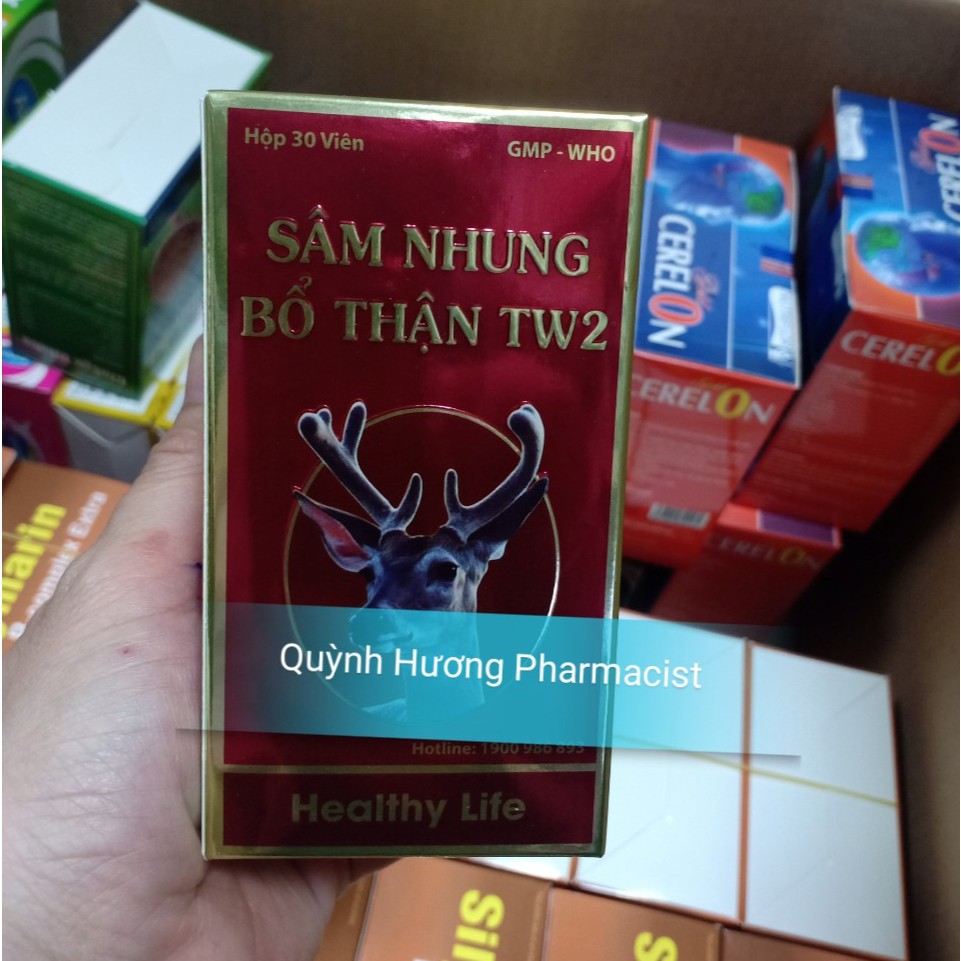 Hộp 30 Viên
GMP - WHO
SÂM NHUNG
BỔ THẬN TW2
Quỳnh Hương Pharmacist
Hotline: 1900 986 893
Healthy Life
CERELON
CERELON
CERELON
CERELON